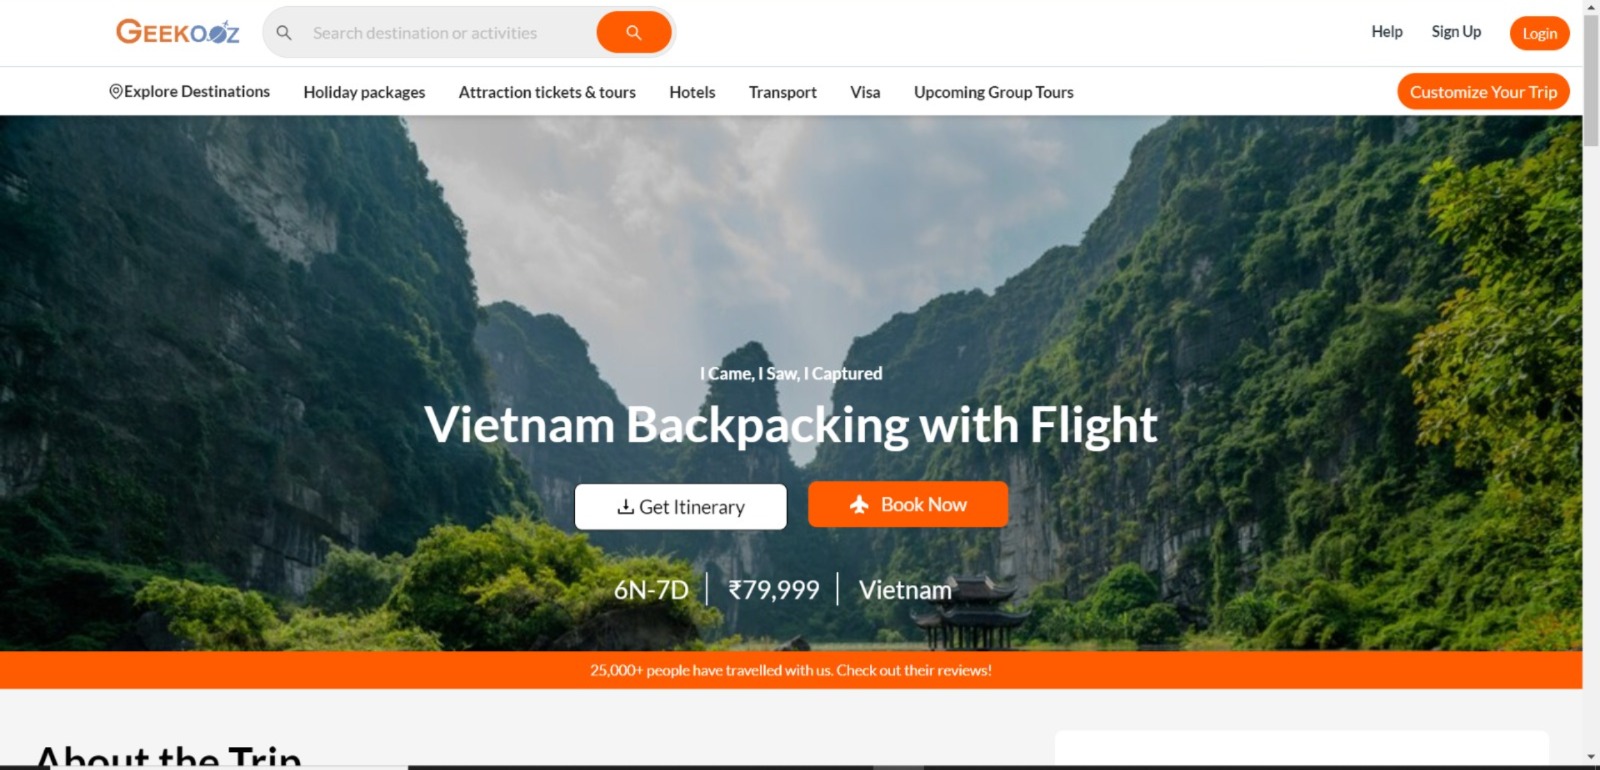 GEEKOOZ
Search destination or activities
Help
Sign Up
Login
Explore Destinations
Holiday packages
Attraction tickets & tours
Hotels
Transport
Visa
Upcoming Group Tours
Customize Your Trip
I Came, I Saw, I Captured
Vietnam Backpacking with Flight
Get Itinerary
Book Now
6N-7D
₹79,999
Vietnam
25,000+ people have travelled with us. Check out their reviews!
About the Trip